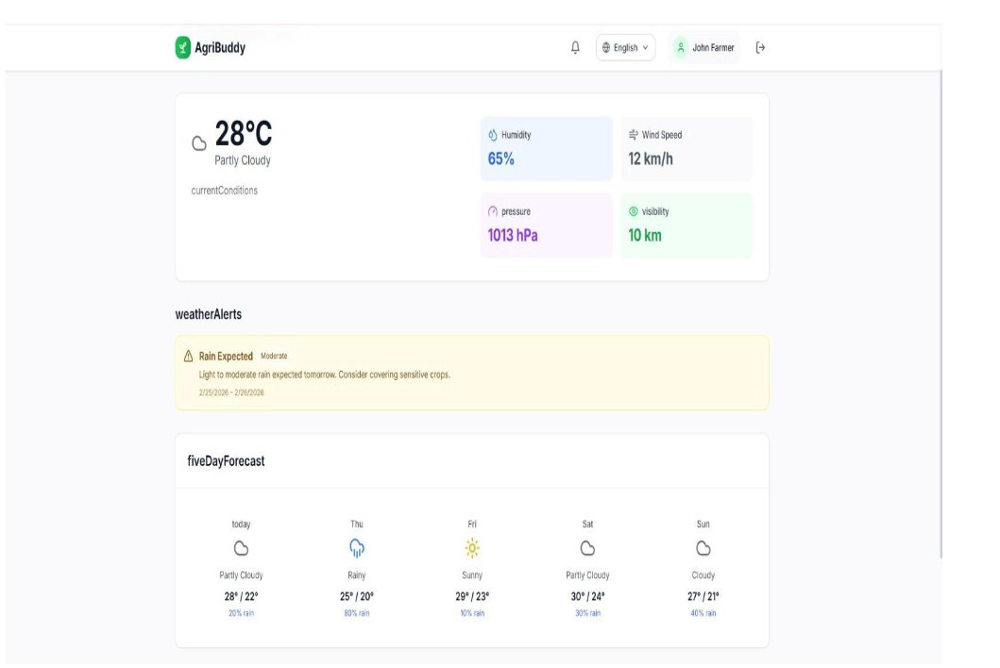 AgriBuddy
English
John Farmer
28°C
Partly Cloudy
currentConditions
Humidity
65%
Wind Speed
12 km/h
pressure
1013 hPa
visibility
10 km
weatherAlerts
Rain Expected Moderate
Light to moderate rain expected tomorrow. Consider covering sensitive crops.
2/25/2026 - 2/26/2026
fiveDayForecast
today Thu Fri Sat Sun
Partly Cloudy Rainy Sunny Partly Cloudy Cloudy
28° / 22° 25° / 20° 29° / 23° 30° / 24° 27° / 21°
20% rain 80% rain 10% rain 30% rain 40% rain